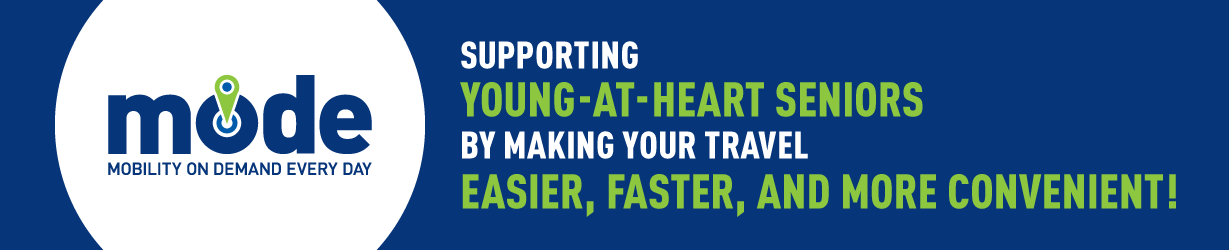 mode
MOBILITY ON DEMAND EVERY DAY
SUPPORTING
YOUNG-AT-HEART SENIORS
BY MAKING YOUR TRAVEL
EASIER, FASTER, AND MORE CONVENIENT!